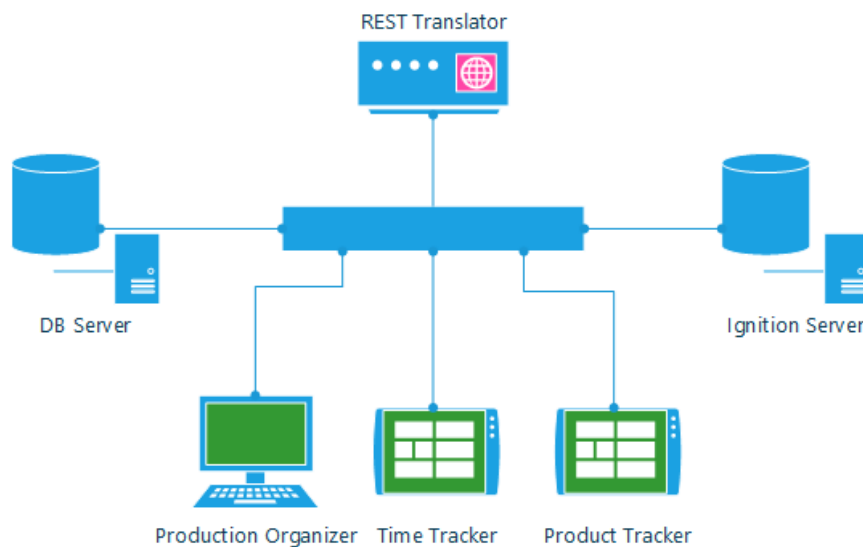 REST Translator
DB Server
Ignition Server
Production Organizer
Time Tracker
Product Tracker